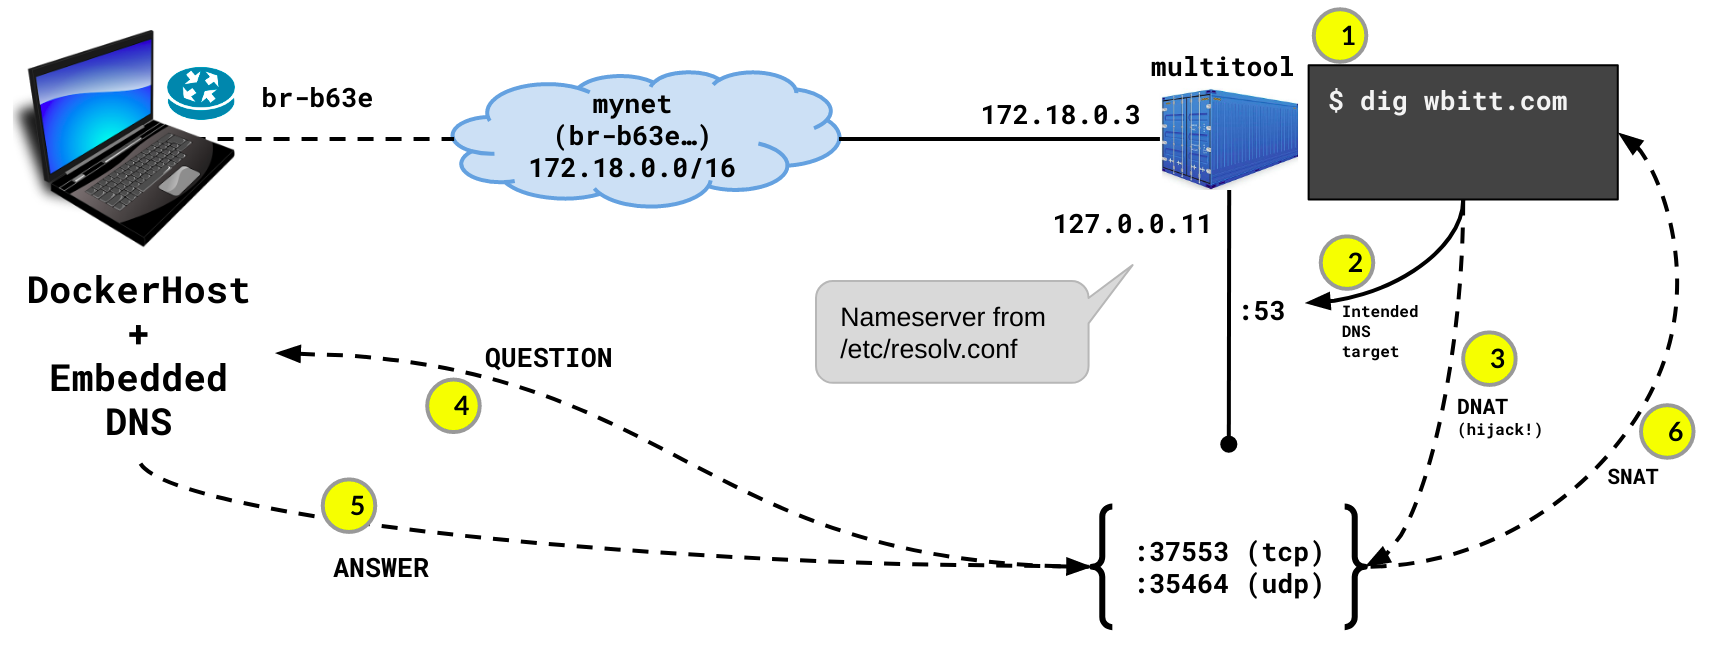 1
multitool
$ dig wbitt.com
br-b63e
mynet
(br-b63e…)
172.18.0.0/16
172.18.0.3
127.0.0.11
2
:53
Intended
DNS
target
Nameserver from
/etc/resolv.conf
DockerHost
+
Embedded
DNS
QUESTION
4
3
DNAT
(hijack!)
6
SNAT
5
ANSWER
:37553 (tcp)
:35464 (udp)